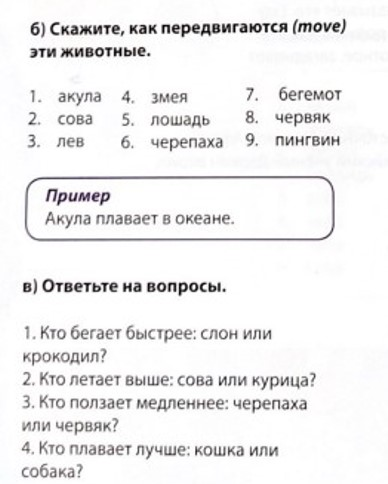 б) Скажите, как передвигаются (move)
эти животные.
1. акула 4. змея 7. бегемот
2. сова 5. лошадь 8. червяк
3. лев 6. черепаха 9. пингвин
Пример
Акула плавает в океане.
в) Ответьте на вопросы.
1. Кто бегает быстрее: слон или
крокодил?
2. Кто летает выше: сова или курица?
3. Кто ползает медленнее: черепаха
или червяк?
4. Кто плавает лучше: кошка или
собака?